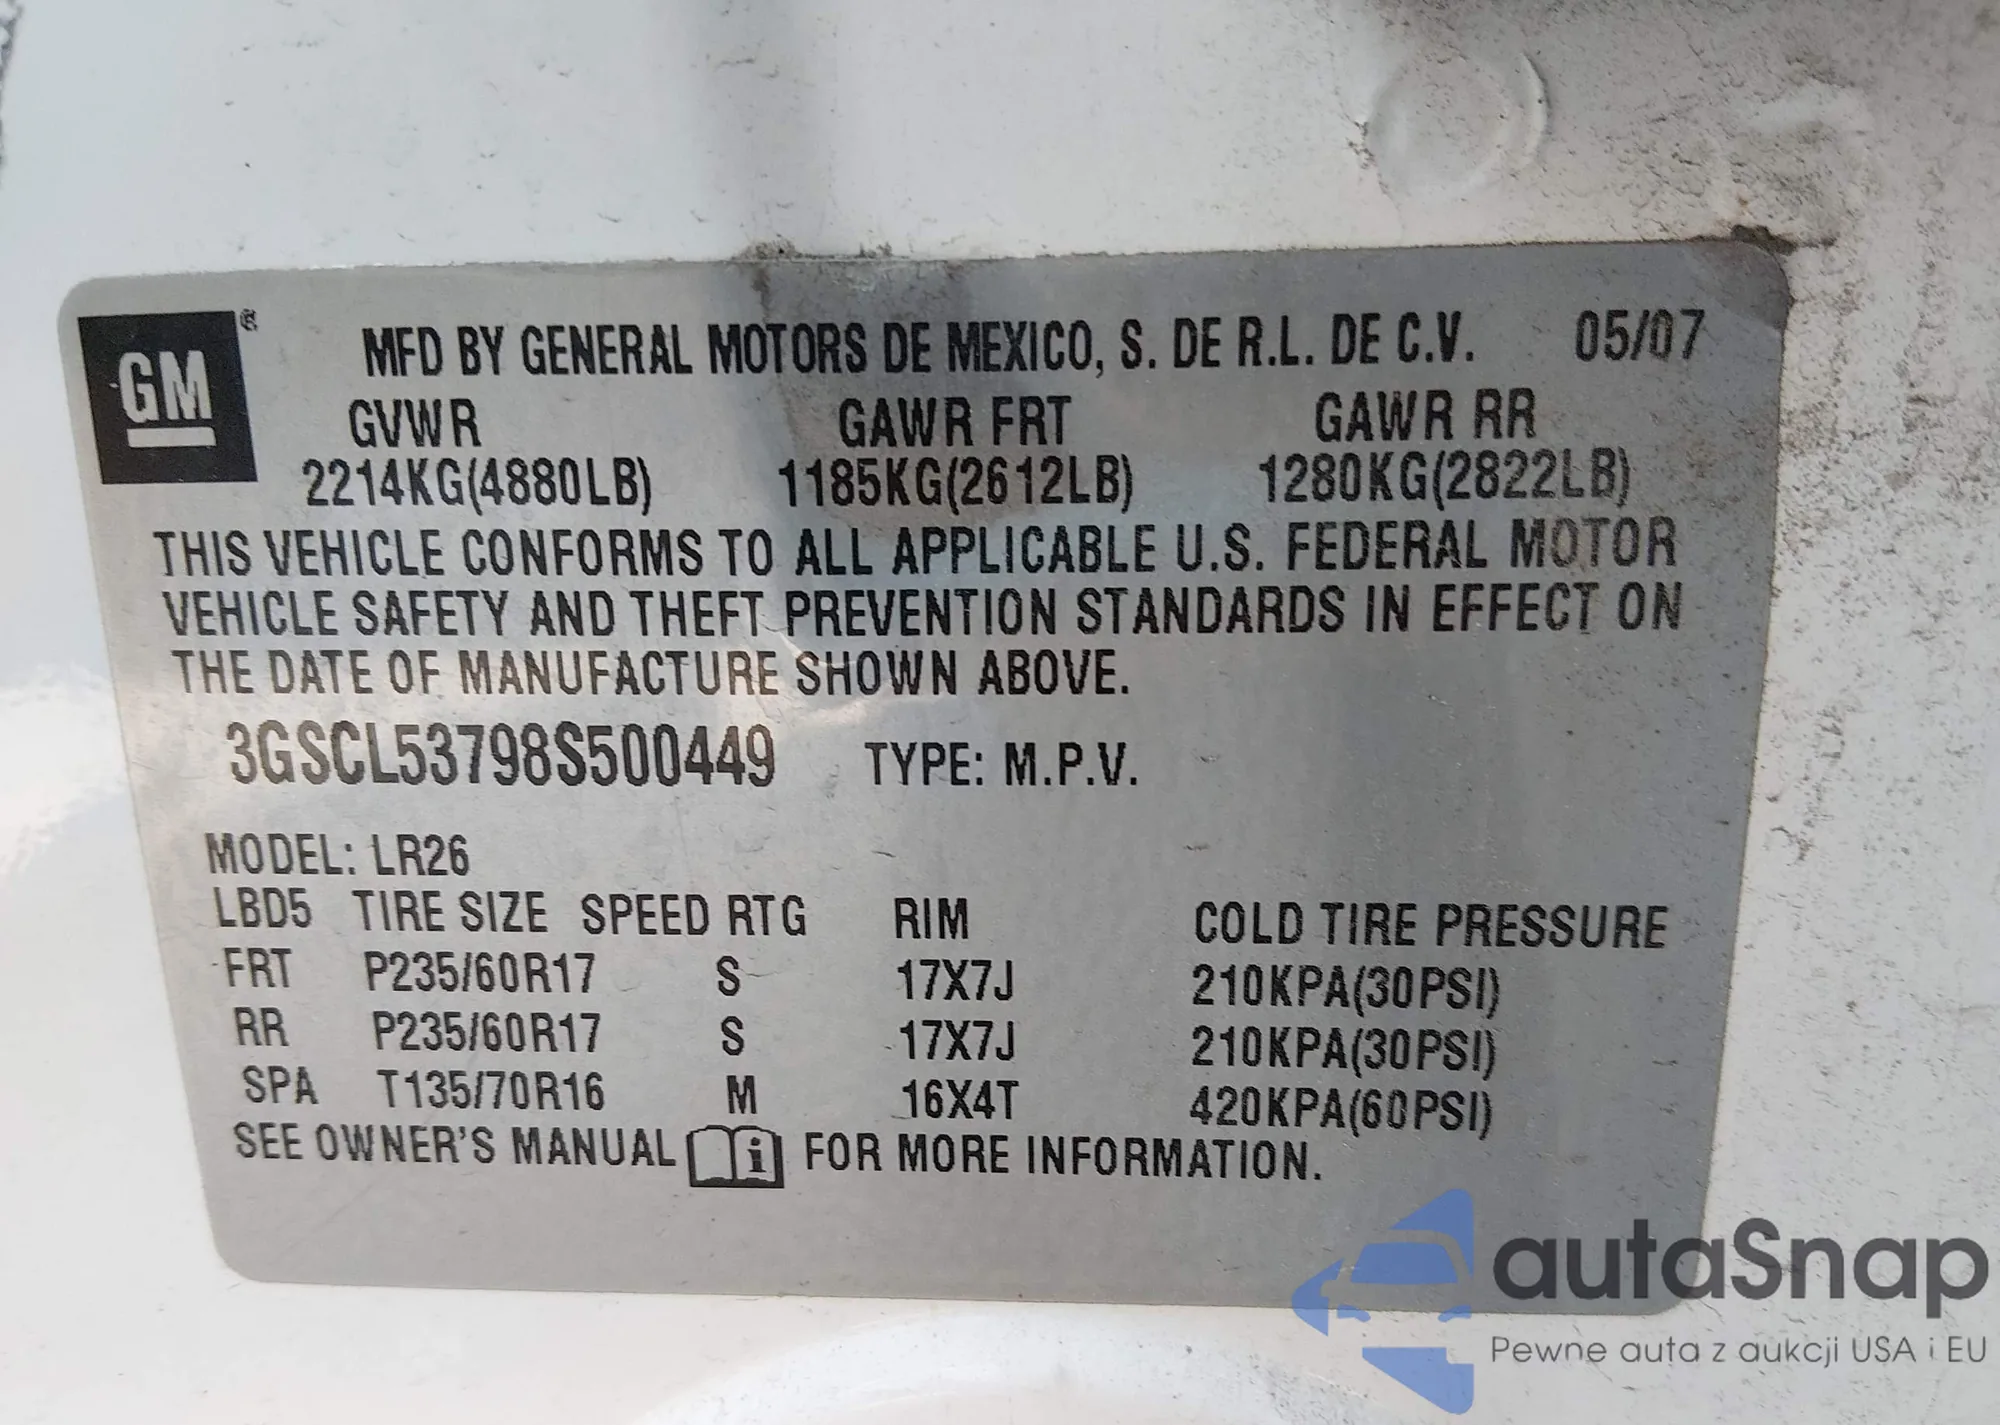 GM ®
MFD BY GENERAL MOTORS DE MEXICO, S. DE R.L. DE C.V. 05/07
GVWR GAWR FRT GAWR RR
2214KG(4880LB) 1185KG(2612LB) 1280KG(2822LB)
THIS VEHICLE CONFORMS TO ALL APPLICABLE U.S. FEDERAL MOTOR
VEHICLE SAFETY AND THEFT PREVENTION STANDARDS IN EFFECT ON
THE DATE OF MANUFACTURE SHOWN ABOVE.
3GSCL53798S500449 TYPE: M.P.V.
MODEL: LR26
LBD5 TIRE SIZE SPEED RTG RIM COLD TIRE PRESSURE
FRT P235/60R17 S 17X7J 210KPA(30PSI)
RR P235/60R17 S 17X7J 210KPA(30PSI)
SPA T135/70R16 M 16X4T 420KPA(60PSI)
SEE OWNER'S MANUAL i FOR MORE INFORMATION.
autaSnap
Pewne auta z aukcji USA i EU